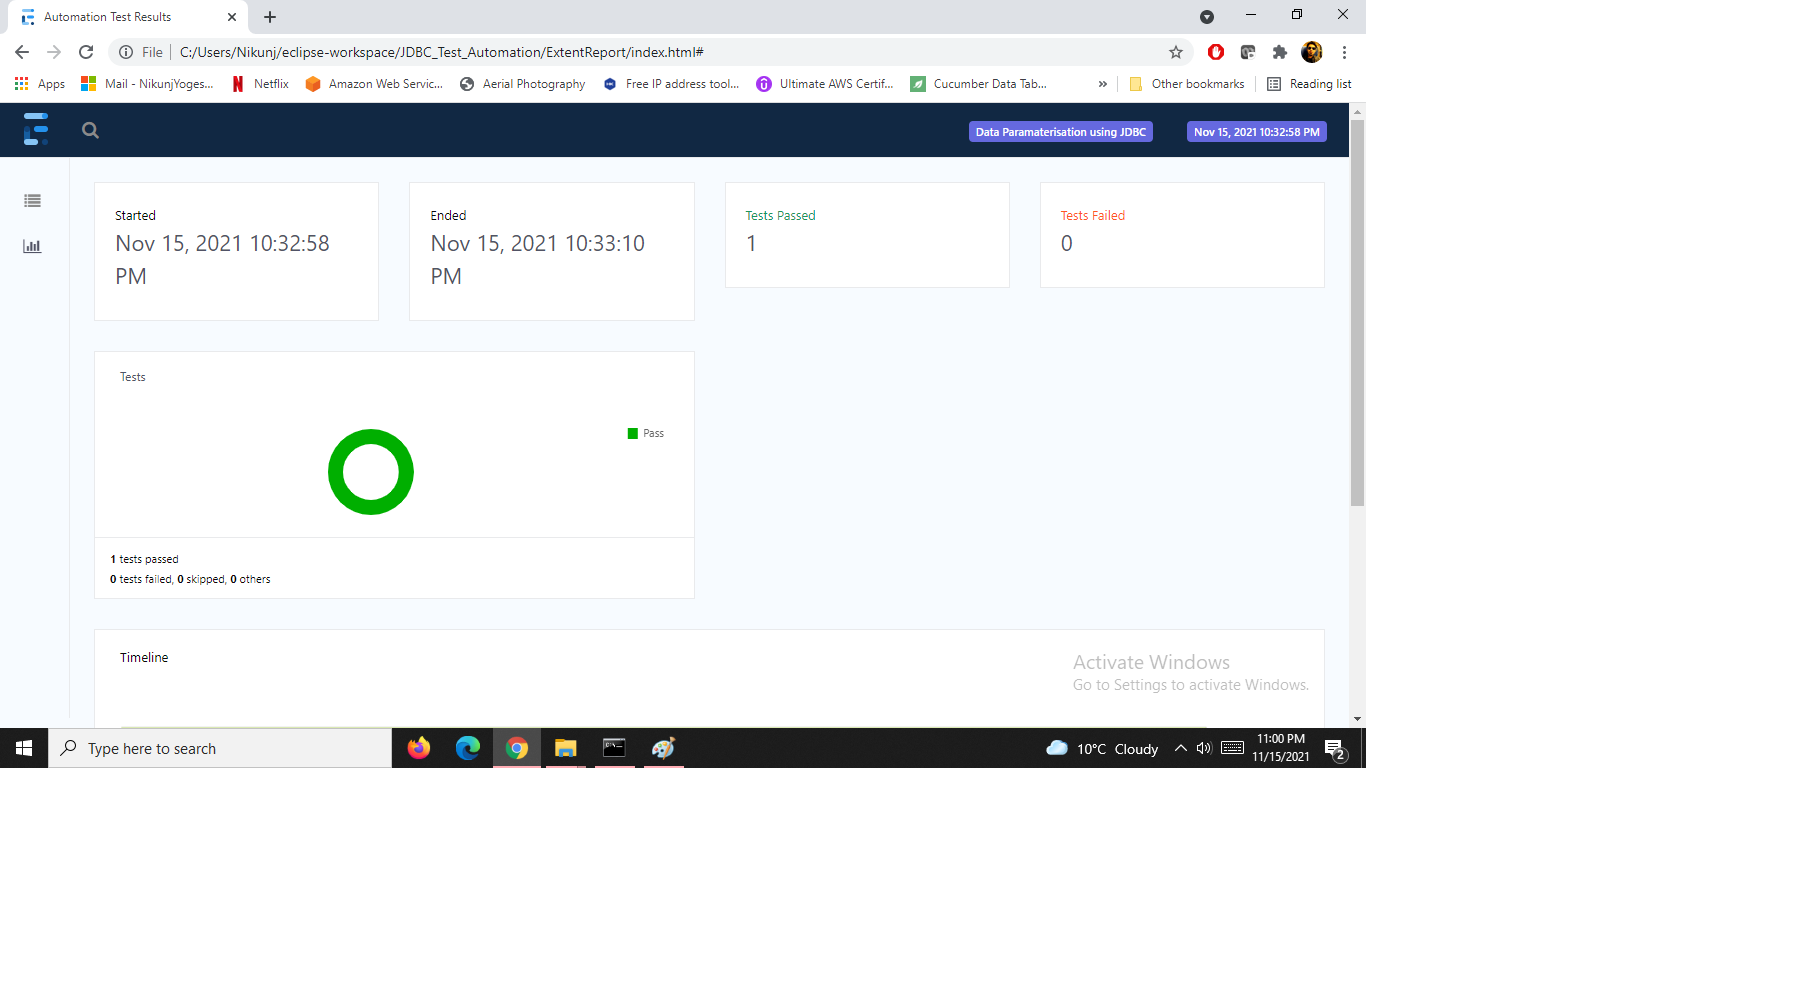 Automation Test Results
File
C:/Users/Nikunj/eclipse-workspace/JDBC_Test_Automation/ExtentReport/index.html#
Apps
Mail - NikunjYoges...
Netflix
Amazon Web Servic...
Aerial Photography
Free IP address tool...
Ultimate AWS Certif...
Cucumber Data Tab...
»
Other bookmarks
Reading list
Data Paramaterisation using JDBC
Nov 15, 2021 10:32:58 PM
Started
Nov 15, 2021 10:32:58
PM
Ended
Nov 15, 2021 10:33:10
PM
Tests Passed
1
Tests Failed
0
Tests
Pass
1 tests passed
0 tests failed, 0 skipped, 0 others
Timeline
Activate Windows
Go to Settings to activate Windows.
Type here to search
10°C Cloudy
11:00 PM
11/15/2021
2